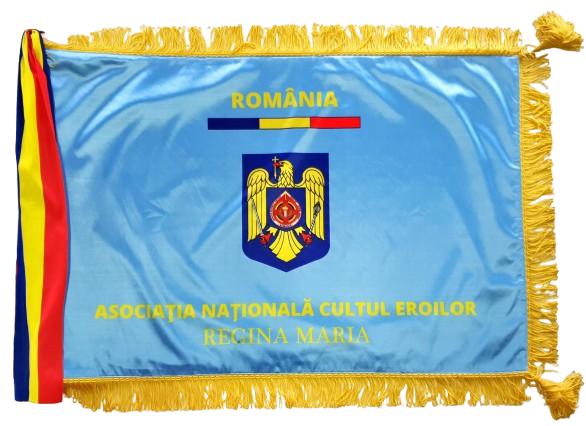 ROMÂNIA
ASOCIAȚIA NAȚIONALĂ CULTUL EROILOR
REGINA MARIA